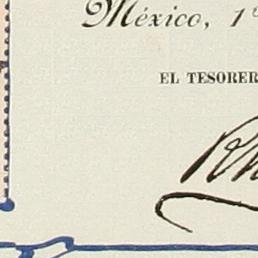 México, 1º
EL TESORER